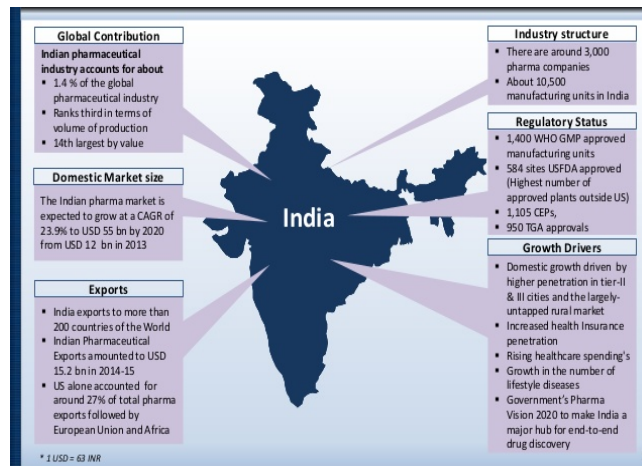 Global Contribution
Indian pharmaceutical
industry accounts for about
▪ 1.4 % of the global
pharmaceutical industry
▪ Ranks third in terms of
volume of production
▪ 14th largest by value
Domestic Market size
The Indian pharma market is
expected to grow at a CAGR of
23.9% to USD 55 bn by 2020
from USD 12 bn in 2013
Exports
▪ India exports to more than
200 countries of the World
▪ Indian Pharmaceutical
Exports amounted to USD
15.2 bn in 2014-15
▪ US alone accounted for
around 27% of total pharma
exports followed by
European Union and Africa
* 1 USD = 63 INR
India
Industry structure
▪ There are around 3,000
pharma companies
▪ About 10,500
manufacturing units in India
Regulatory Status
▪ 1,400 WHO GMP approved
manufacturing units
▪ 584 sites USFDA approved
(Highest number of
approved plants outside US)
▪ 1,105 CEPs,
▪ 950 TGA approvals
Growth Drivers
▪ Domestic growth driven by
higher penetration in tier-II
& III cities and the largely-
untapped rural market
▪ Increased health Insurance
penetration
▪ Rising healthcare spending's
▪ Growth in the number of
lifestyle diseases
▪ Government's Pharma
Vision 2020 to make India a
major hub for end-to-end
drug discovery